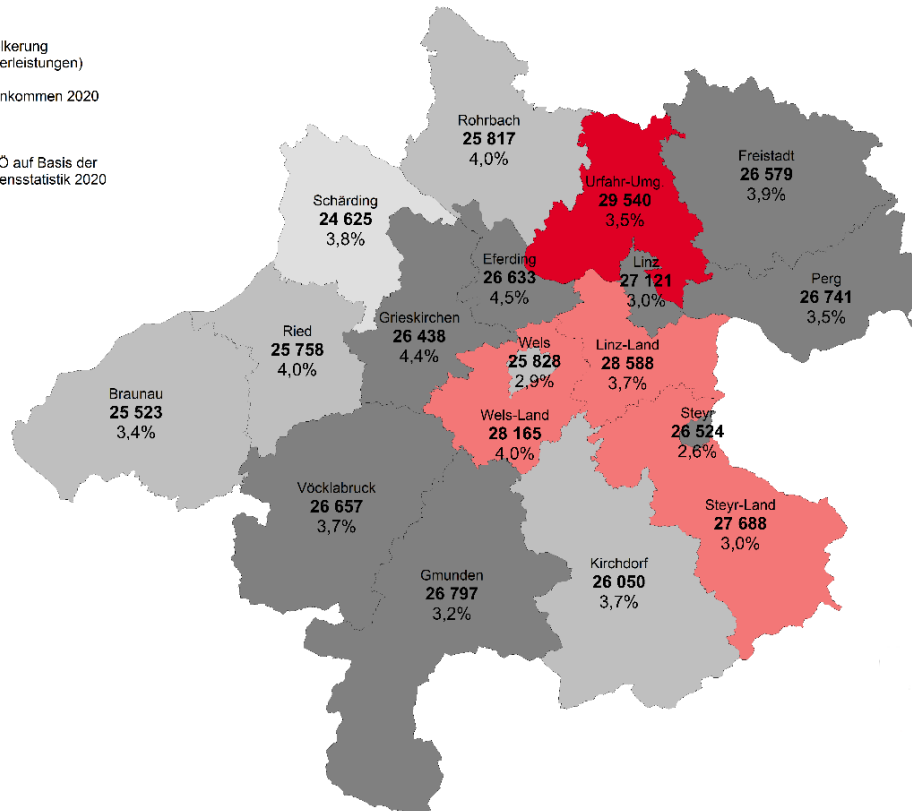 lkerung
erleistungen)
nkommen 2020
Ö auf Basis der
ensstatistik 2020
Rohrbach
25 817
4,0%
Urfahr-Umg.
29 540
3,5%
Freistadt
26 579
3,9%
Schärding
24 625
3,8%
Eferding
26 633
4,5%
Linz
27 121
3,0%
Perg
26 741
3,5%
Grieskirchen
26 438
4,4%
Ried
25 758
4,0%
Wels
25 828
2,9%
Linz-Land
28 588
3,7%
Braunau
25 523
3,4%
Wels-Land
28 165
4,0%
Steyr
26 524
2,6%
Vöcklabruck
26 657
3,7%
Steyr-Land
27 688
3,0%
Kirchdorf
26 050
3,7%
Gmunden
26 797
3,2%